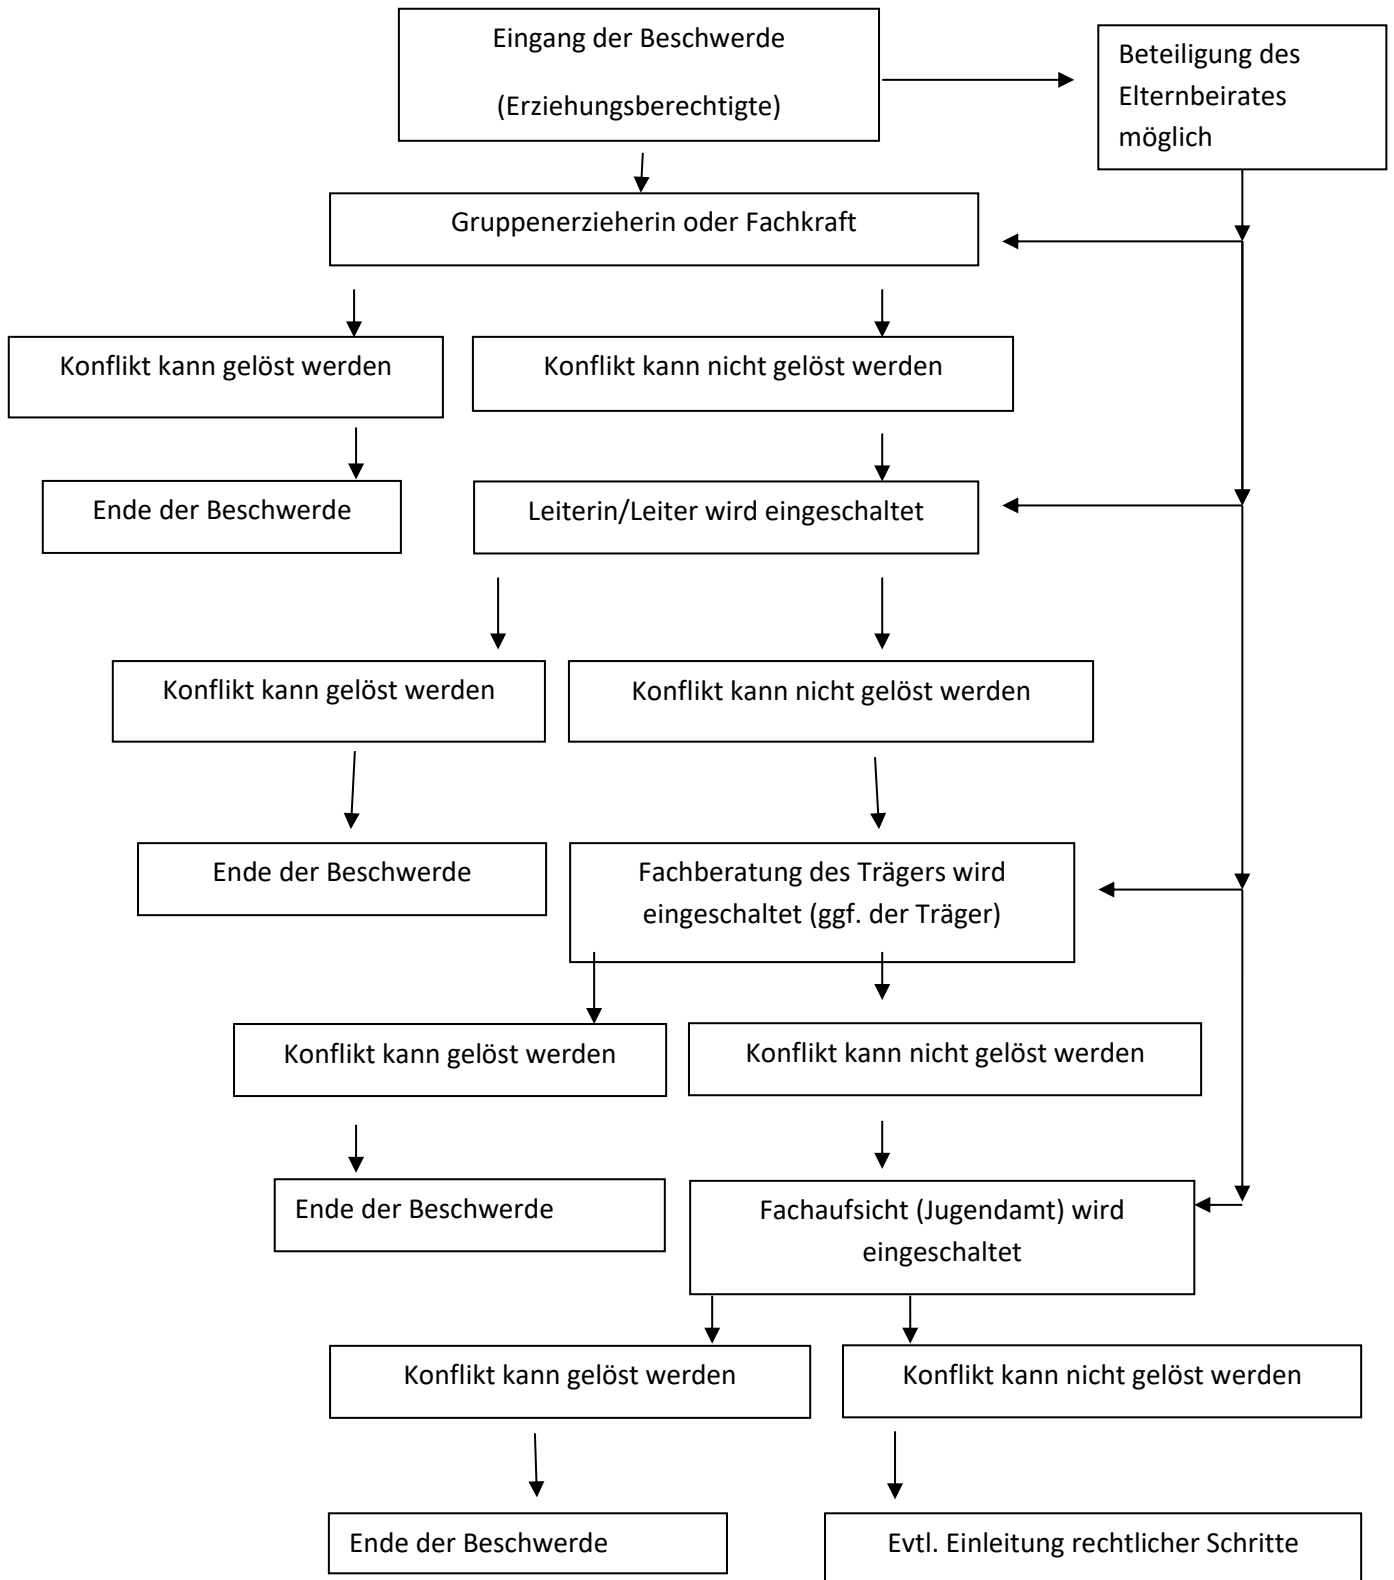 Eingang der Beschwerde
(Erziehungsberechtigte)
Beteiligung des
Elternbeirates
möglich
Gruppenerzieherin oder Fachkraft
Konflikt kann gelöst werden
Konflikt kann nicht gelöst werden
Ende der Beschwerde
Leiterin/Leiter wird eingeschaltet
Konflikt kann gelöst werden
Konflikt kann nicht gelöst werden
Ende der Beschwerde
Fachberatung des Trägers wird
eingeschaltet (ggf. der Träger)
Konflikt kann gelöst werden
Konflikt kann nicht gelöst werden
Ende der Beschwerde
Fachaufsicht (Jugendamt) wird
eingeschaltet
Konflikt kann gelöst werden
Konflikt kann nicht gelöst werden
Ende der Beschwerde
Evtl. Einleitung rechtlicher Schritte